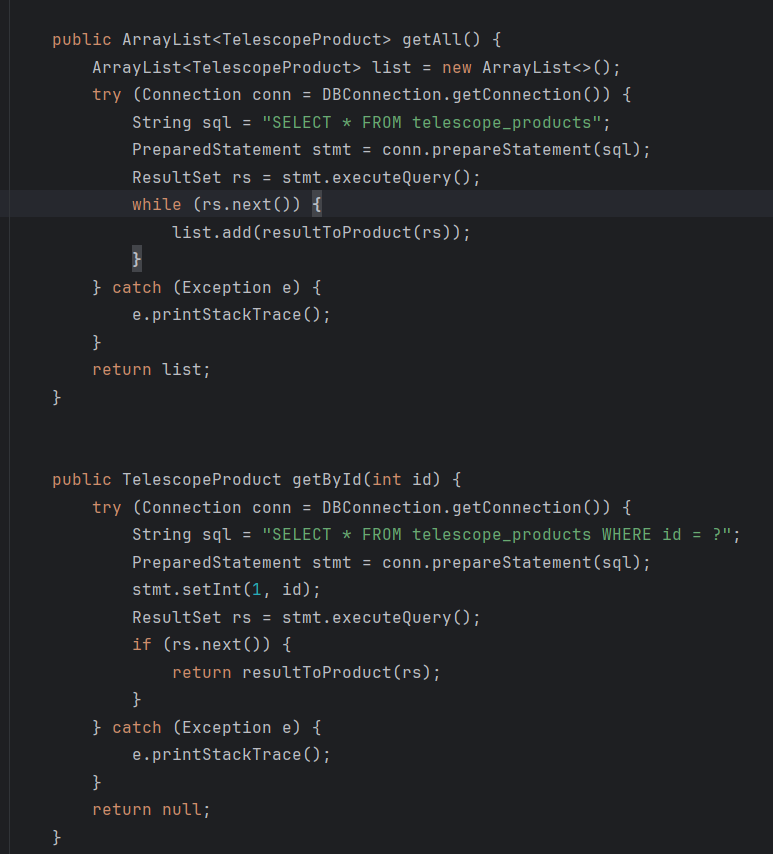 public ArrayList<TelescopeProduct> getAll() {
    ArrayList<TelescopeProduct> list = new ArrayList<>();
    try (Connection conn = DBConnection.getConnection()) {
        String sql = "SELECT * FROM telescope_products";
        PreparedStatement stmt = conn.prepareStatement(sql);
        ResultSet rs = stmt.executeQuery();
        while (rs.next()) {
            list.add(resultToProduct(rs));
        }
    } catch (Exception e) {
        e.printStackTrace();
    }
    return list;
}
public TelescopeProduct getById(int id) {
    try (Connection conn = DBConnection.getConnection()) {
        String sql = "SELECT * FROM telescope_products WHERE id = ?";
        PreparedStatement stmt = conn.prepareStatement(sql);
        stmt.setInt(1, id);
        ResultSet rs = stmt.executeQuery();
        if (rs.next()) {
            return resultToProduct(rs);
        }
    } catch (Exception e) {
        e.printStackTrace();
    }
    return null;
}